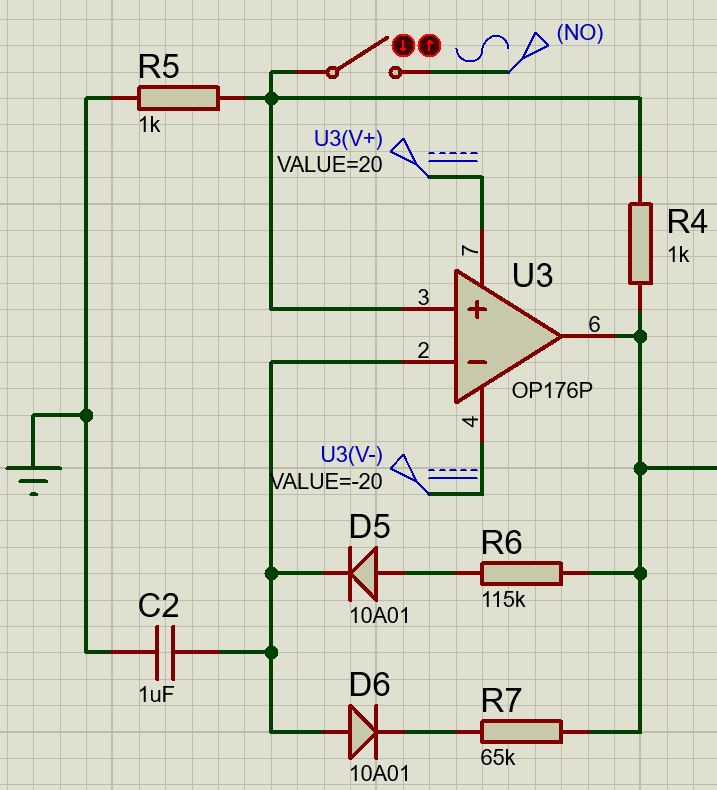 (NO)
R5
1k
U3(V+)
VALUE=20
R4
1k
7
U3
3
+
6
2
−
OP176P
4
U3(V-)
VALUE=-20
D5
R6
10A01
115k
C2
1uF
D6
R7
10A01
65k